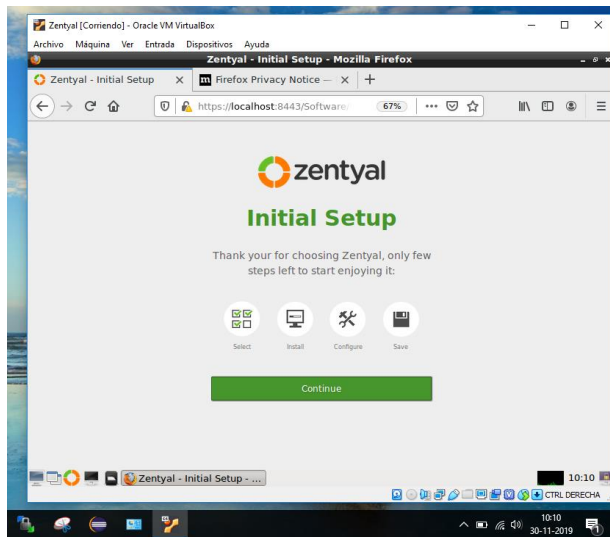 Zentyal [Corriendo] - Oracle VM VirtualBox
Archivo Máquina Ver Entrada Dispositivos Ayuda
Zentyal - Initial Setup - Mozilla Firefox
Zentyal - Initial Setup
Firefox Privacy Notice —
https://localhost:8443/Software/
67%
zentyal
Initial Setup
Thank your for choosing Zentyal, only few
steps left to start enjoying it:
Select Install Configure Save
Continue
Zentyal - Initial Setup - ...
10:10
CTRL DERECHA
10:10
30-11-2019